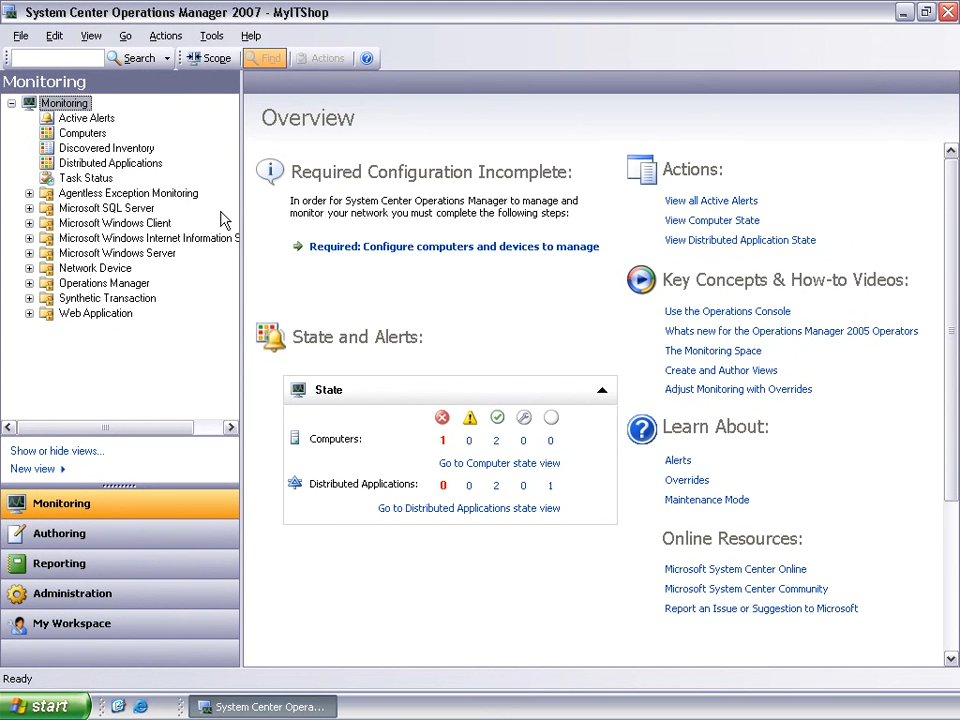 System Center Operations Manager 2007 - MyITShop
File Edit View Go Actions Tools Help
Search Scope Find Actions
Monitoring
Monitoring
Active Alerts
Computers
Discovered Inventory
Distributed Applications
Task Status
Agentless Exception Monitoring
Microsoft SQL Server
Microsoft Windows Client
Microsoft Windows Internet Information S
Microsoft Windows Server
Network Device
Operations Manager
Synthetic Transaction
Web Application
Show or hide views...
New view
Monitoring
Authoring
Reporting
Administration
My Workspace
Overview
Required Configuration Incomplete:
In order for System Center Operations Manager to manage and
monitor your network you must complete the following steps:
Required: Configure computers and devices to manage
State and Alerts:
State
Computers: 1 0 2 0 0
Go to Computer state view
Distributed Applications: 0 0 2 0 1
Go to Distributed Applications state view
Actions:
View all Active Alerts
View Computer State
View Distributed Application State
Key Concepts & How-to Videos:
Use the Operations Console
Whats new for the Operations Manager 2005 Operators
The Monitoring Space
Create and Author Views
Adjust Monitoring with Overrides
Learn About:
Alerts
Overrides
Maintenance Mode
Online Resources:
Microsoft System Center Online
Microsoft System Center Community
Report an Issue or Suggestion to Microsoft
Ready
start
System Center Opera...